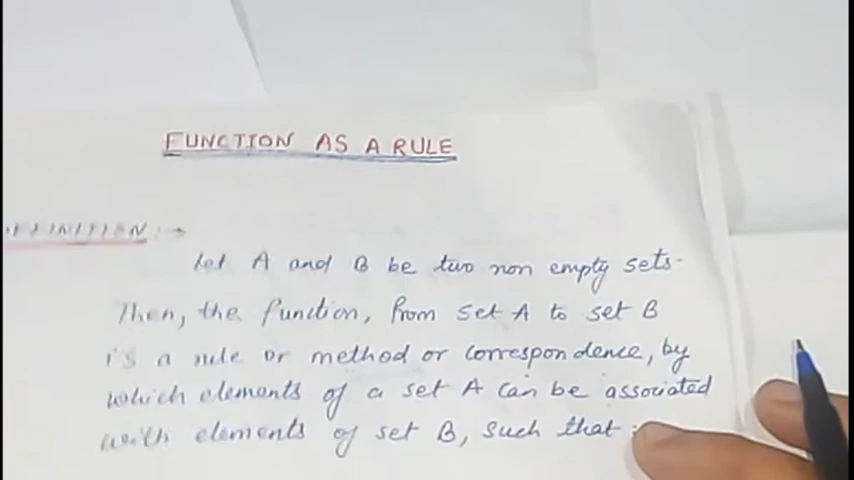 FUNCTION AS A RULE
DEFINITION :→
Let A and B be two non empty sets.
Then, the function, from set A to set B
is a rule or method or correspondence, by
which elements of a set A can be associated
with elements of set B, such that :